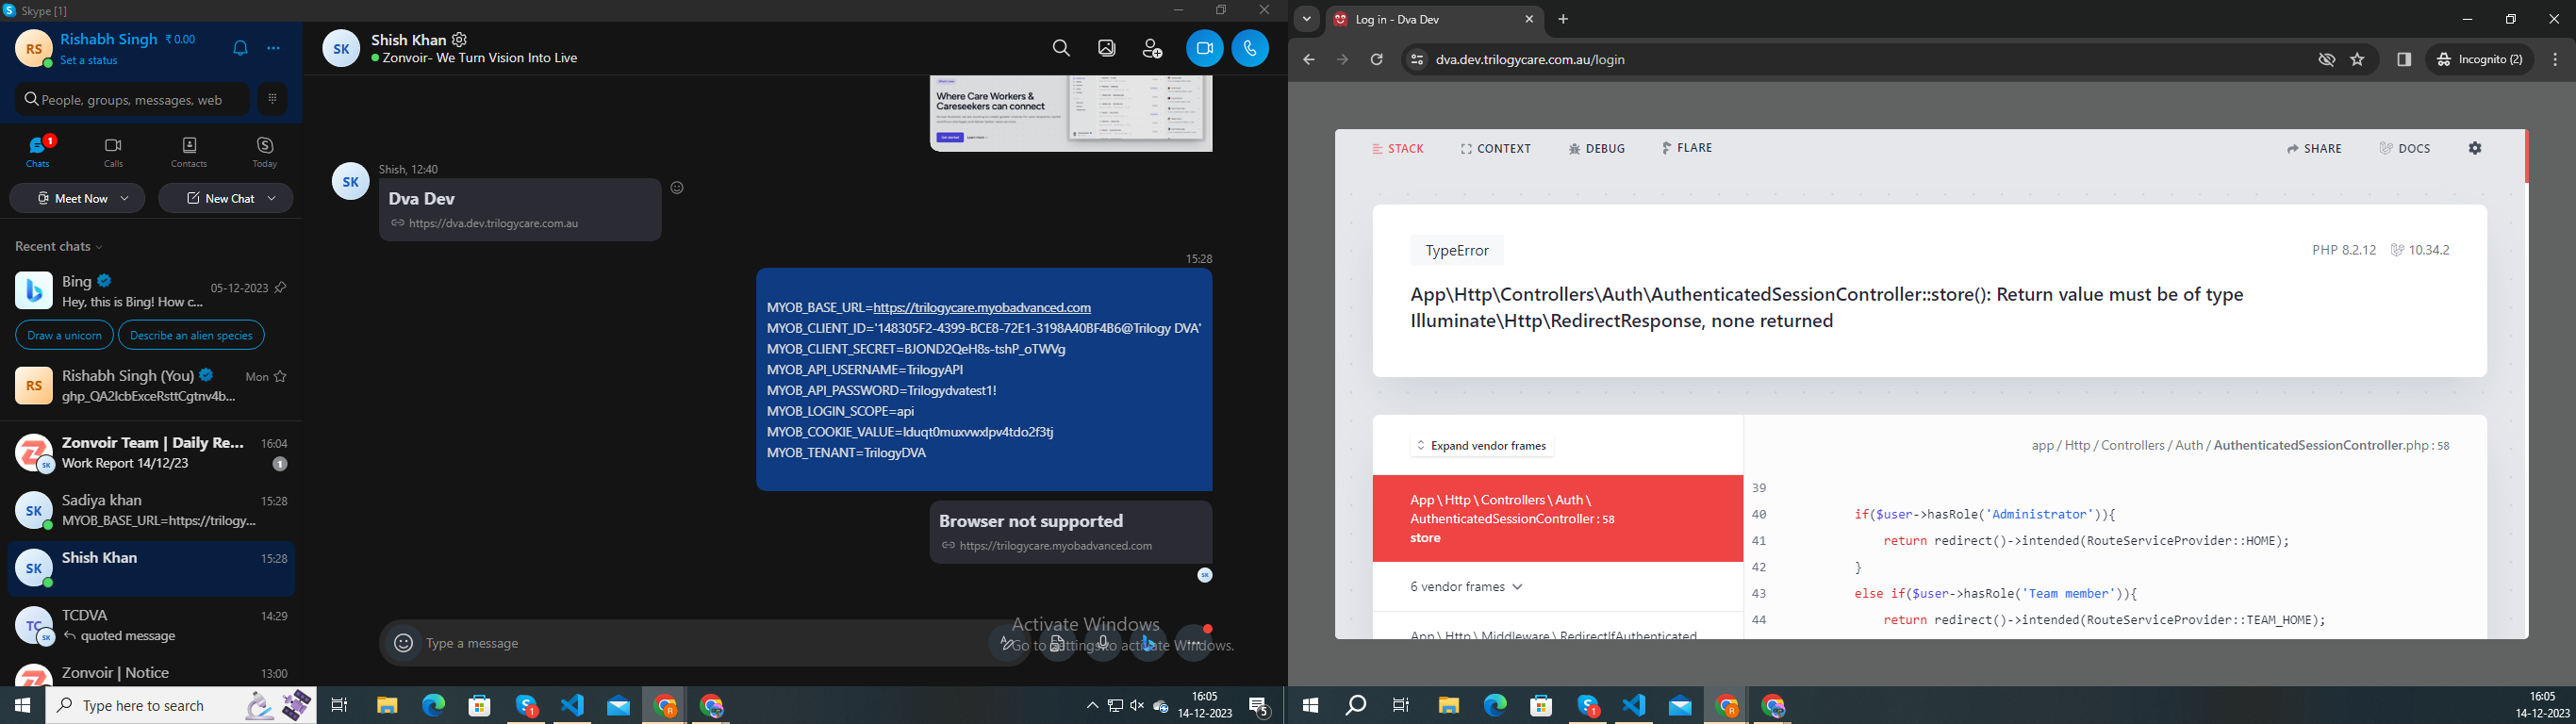 Skype [1]
RS
Rishabh Singh
₹ 0.00
Set a status
People, groups, messages, web
Chats
1
Calls
Contacts
Today
Meet Now
New Chat
Recent chats
Bing
05-12-2023
Hey, this is Bing! How c...
Draw a unicorn
Describe an alien species
RS
Rishabh Singh (You)
Mon
ghp_QA2IcbExceRsttCgtnv4b...
Zonvoir Team | Daily Re...
16:04
Work Report 14/12/23
1
SK
Sadiya khan
15:28
MYOB_BASE_URL=https://trilogy...
SK
Shish Khan
15:28
TC
SK
TCDVA
14:29
quoted message
Zonvoir | Notice
13:00
SK
Shish Khan
Zonvoir- We Turn Vision Into Live
Where Care Workers &
Careseekers can connect
Shish, 12:40
SK
Dva Dev
https://dva.dev.trilogycare.com.au
15:28
MYOB_BASE_URL=https://trilogycare.myobadvanced.com
MYOB_CLIENT_ID='148305F2-4399-BCE8-72E1-3198A40BF4B6@Trilogy DVA'
MYOB_CLIENT_SECRET=BJOND2QeH8s-tshP_oTWVg
MYOB_API_USERNAME=TrilogyAPI
MYOB_API_PASSWORD=Trilogydvatest1!
MYOB_LOGIN_SCOPE=api
MYOB_COOKIE_VALUE=lduqt0muxvwxlpv4tdo2f3tj
MYOB_TENANT=TrilogyDVA
Browser not supported
https://trilogycare.myobadvanced.com
SK
Type a message
Activate Windows
Go to Settings to activate Windows.
Type here to search
16:05
14-12-2023
5
Log in - Dva Dev
dva.dev.trilogycare.com.au/login
Incognito (2)
STACK
CONTEXT
DEBUG
FLARE
SHARE
DOCS
TypeError
PHP 8.2.12
10.34.2
App\Http\Controllers\Auth\AuthenticatedSessionController::store(): Return value must be of type
Illuminate\Http\RedirectResponse, none returned
Expand vendor frames
App \ Http \ Controllers \ Auth \
AuthenticatedSessionController : 58
store
6 vendor frames
App \ Http \ Middleware \ RedirectIfAuthenticated
app / Http / Controllers / Auth / AuthenticatedSessionController.php : 58
39
40 if($user->hasRole('Administrator')){
41 return redirect()->intended(RouteServiceProvider::HOME);
42 }
43 else if($user->hasRole('Team member')){
44 return redirect()->intended(RouteServiceProvider::TEAM_HOME);
16:05
14-12-2023